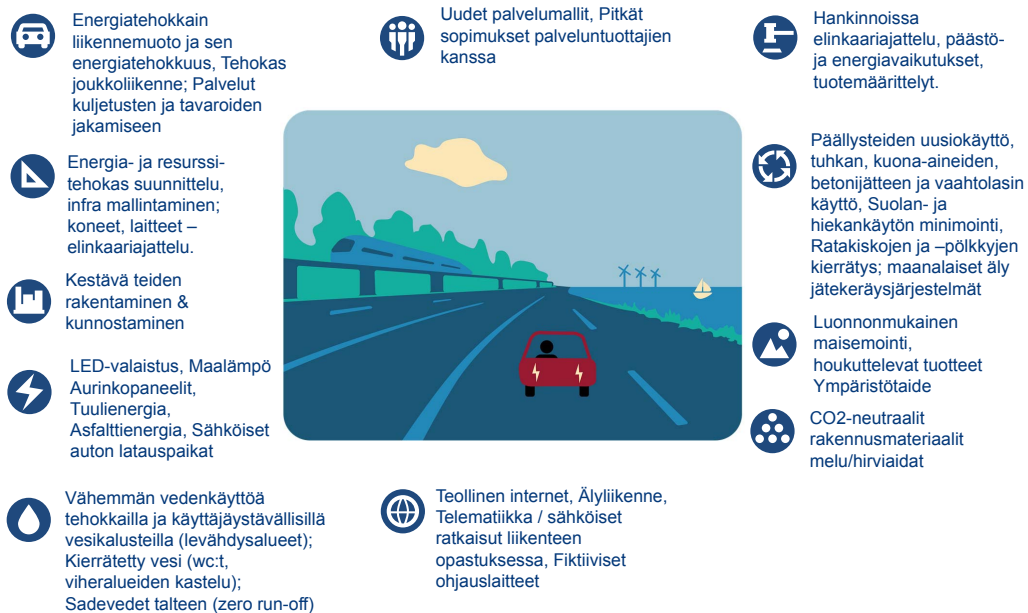 Energiatehokkain
liikennemuoto ja sen
energiatehokkuus, Tehokas
joukkoliikenne; Palvelut
kuljetusten ja tavaroiden
jakamiseen
Energia- ja resurssi-
tehokas suunnittelu,
infra mallintaminen;
koneet, laitteet –
elinkaariajattelu.
Kestävä teiden
rakentaminen &
kunnostaminen
LED-valaistus, Maalämpö
Aurinkopaneelit,
Tuulienergia,
Asfalttienergia, Sähköiset
auton latauspaikat
Vähemmän vedenkäyttöä
tehokkailla ja käyttäjäystävällisillä
vesikalusteilla (levähdysalueet);
Kierrätetty vesi (wc:t,
viheralueiden kastelu);
Sadevedet talteen (zero run-off)
Uudet palvelumallit, Pitkät
sopimukset palveluntuottajien
kanssa
Teollinen internet, Älyliikenne,
Telematiikka / sähköiset
ratkaisut liikenteen
opastuksessa, Fiktiiviset
ohjauslaitteet
Hankinnoissa
elinkaariajattelu, päästö-
ja energiavaikutukset,
tuotemäärittelyt.
Päällysteiden uusiokäyttö,
tuhkan, kuona-aineiden,
betonijätteen ja vaahtolasin
käyttö, Suolan- ja
hiekankäytön minimointi,
Ratakiskojen ja –pölkkyjen
kierrätys; maanalaiset äly
jätekeräysjärjestelmät
Luonnonmukainen
maisemointi,
houkuttelevat tuotteet
Ympäristötaide
CO2-neutraalit
rakennusmateriaalit
melu/hirviaidat